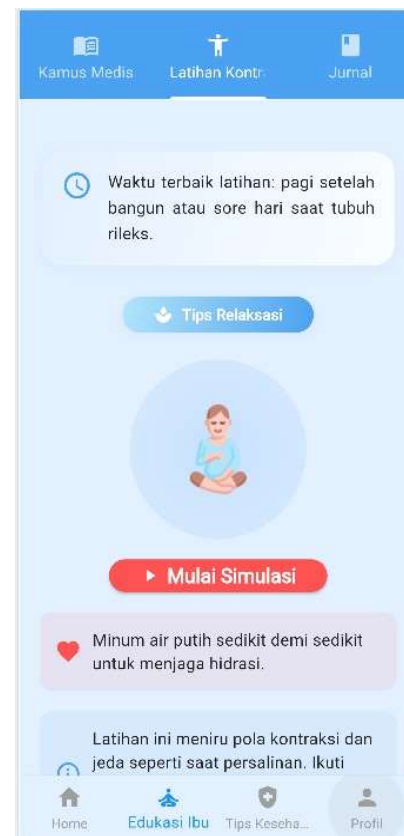 Kamus Medis
Latihan Kontr
Jurnal
Waktu terbaik latihan: pagi setelah
bangun atau sore hari saat tubuh
rileks.
Tips Relaksasi
Mulai Simulasi
Minum air putih sedikit demi sedikit
untuk menjaga hidrasi.
Latihan ini meniru pola kontraksi dan
jeda seperti saat persalinan. Ikuti
Home
Edukasi Ibu
Tips Keseha...
Profil